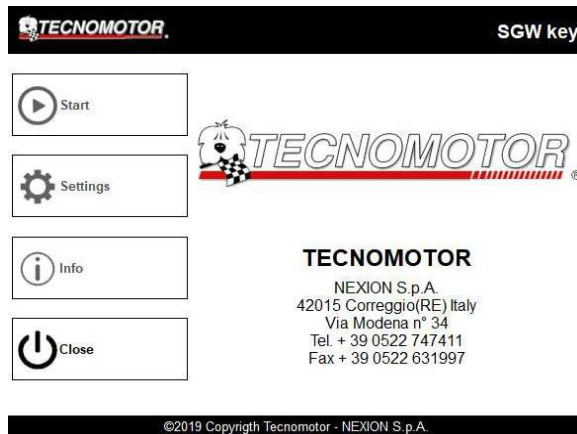 TECNOMOTOR.
SGW key
Start
Settings
Info
Close
TECNOMOTOR
®
TECNOMOTOR
NEXION S.p.A.
42015 Correggio(RE) Italy
Via Modena n° 34
Tel. + 39 0522 747411
Fax + 39 0522 631997
©2019 Copyrigth Tecnomotor - NEXION S.p.A.